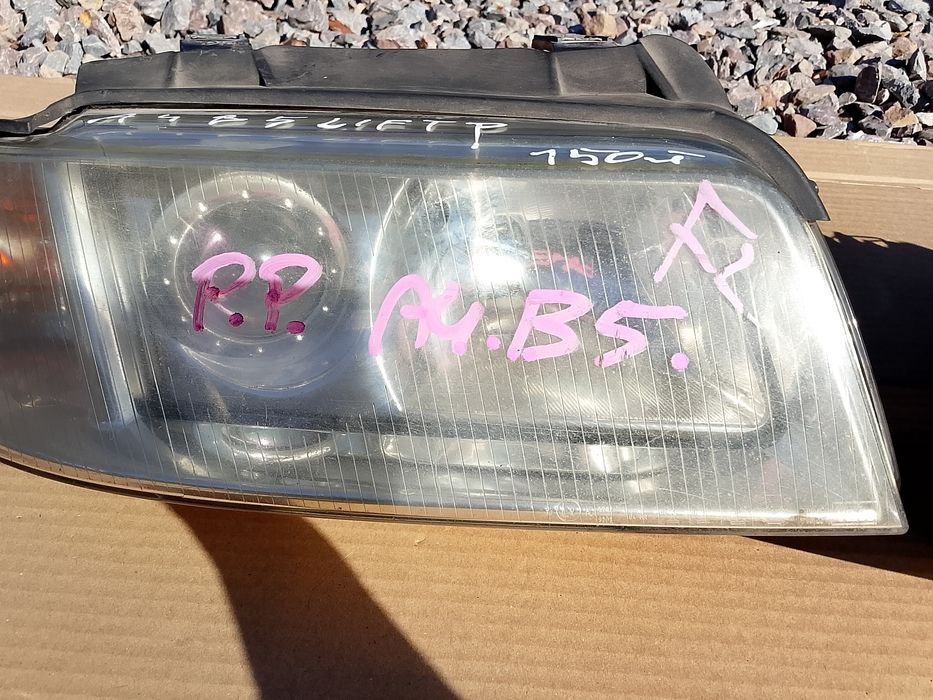 A4 B5 LIFT P
150zł
P.P. A4.B5.